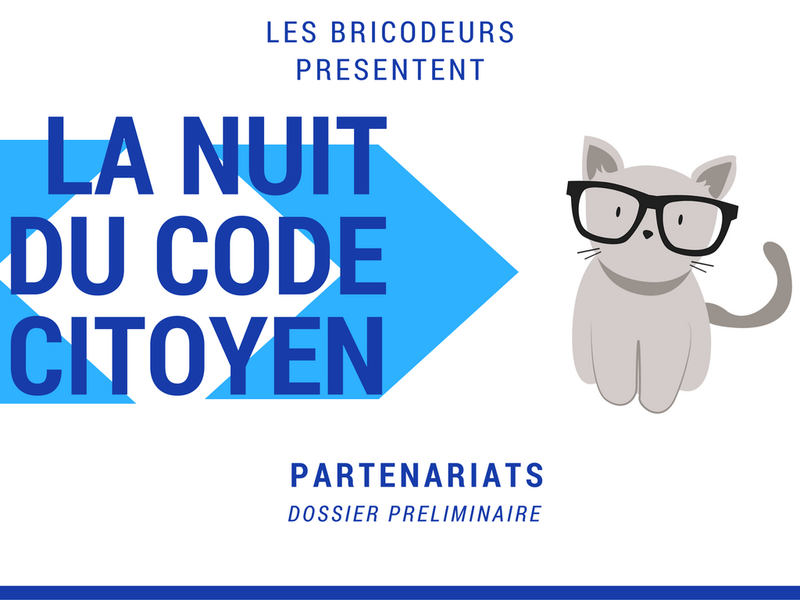 LES BRICODEURS
PRESENTENT
LA NUIT
DU CODE
CITOYEN
PARTENARIATS
DOSSIER PRELIMINAIRE